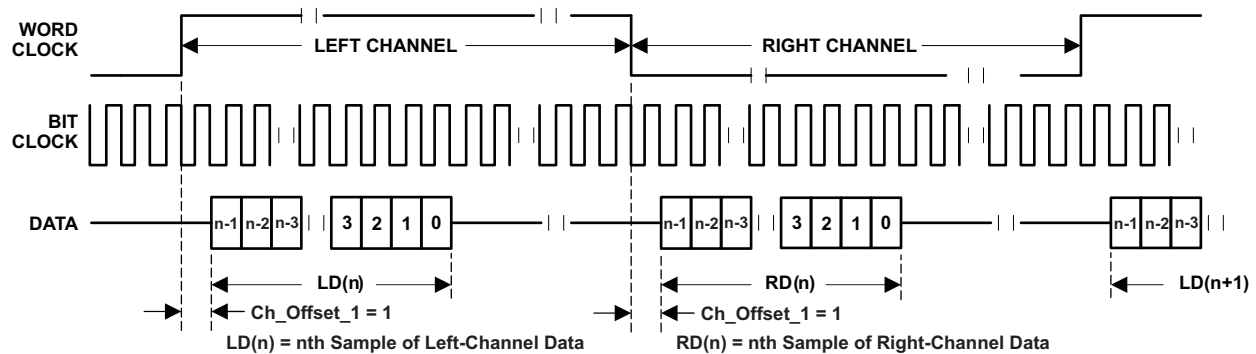 WORD CLOCK
LEFT CHANNEL
RIGHT CHANNEL
BIT CLOCK
DATA
n-1 n-2 n-3 3 2 1 0
n-1 n-2 n-3 3 2 1 0
n-1 n-2 n-3
LD(n)
RD(n)
LD(n+1)
Ch_Offset_1 = 1
Ch_Offset_1 = 1
LD(n) = nth Sample of Left-Channel Data
RD(n) = nth Sample of Right-Channel Data